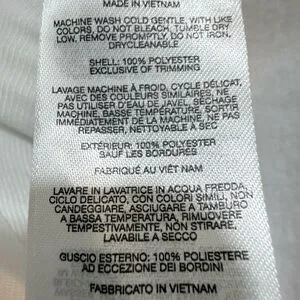 MADE IN VIETNAM
MACHINE WASH COLD GENTLE, WITH LIKE
COLORS, DO NOT BLEACH, TUMBLE DRY
LOW, REMOVE PROMPTLY, DO NOT IRON,
DRYCLEANABLE
SHELL: 100% POLYESTER
EXCLUSIVE OF TRIMMING
LAVAGE MACHINE À FROID, CYCLE DÉLICAT,
AVEC DES COULEURS SIMILAIRES, NE
PAS UTILISER D'EAU DE JAVEL, SÉCHAGE
MACHINE, BASSE TEMPÉRATURE, SORTIR
IMMÉDIATEMENT DE LA MACHINE, NE PAS
REPASSER, NETTOYABLE A SEC
EXTÉRIEUR: 100% POLYESTER
SAUF LES BORDURES
FABRIQUÉ AU VIÊT NAM
LAVARE IN LAVATRICE IN ACQUA FREDDA,
CICLO DELICATO, CON COLORI SIMILI, NON
CANDEGGIARE, ASCIUGARE A TAMBURO
A BASSA TEMPERATURA, RIMUOVERE
TEMPESTIVAMENTE, NON STIRARE,
LAVABILE A SECCO
GUSCIO ESTERNO: 100% POLIESTERE
AD ECCEZIONE DEI BORDINI
FABBRICATO IN VIETNAM